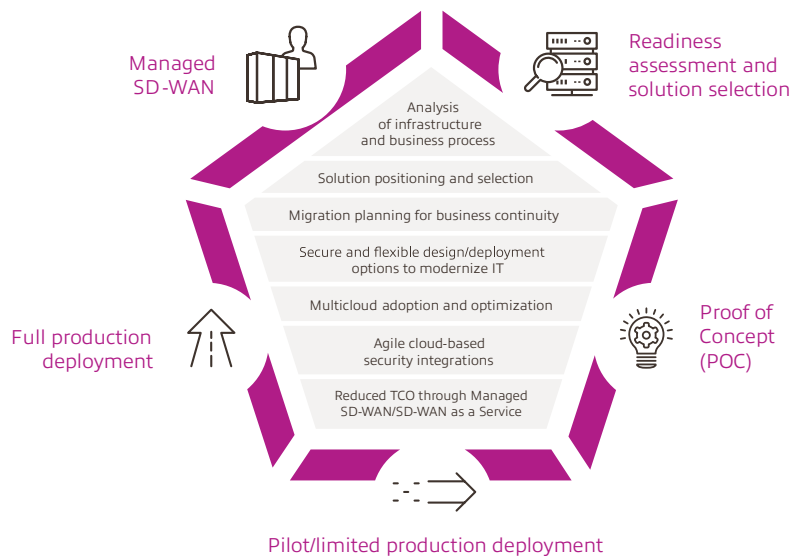 Managed
SD-WAN
Readiness
assessment and
solution selection
Analysis
of infrastructure
and business process
Solution positioning and selection
Migration planning for business continuity
Secure and flexible design/deployment
options to modernize IT
Multicloud adoption and optimization
Agile cloud-based
security integrations
Reduced TCO through Managed
SD-WAN/SD-WAN as a Service
Full production
deployment
Proof of
Concept
(POC)
Pilot/limited production deployment